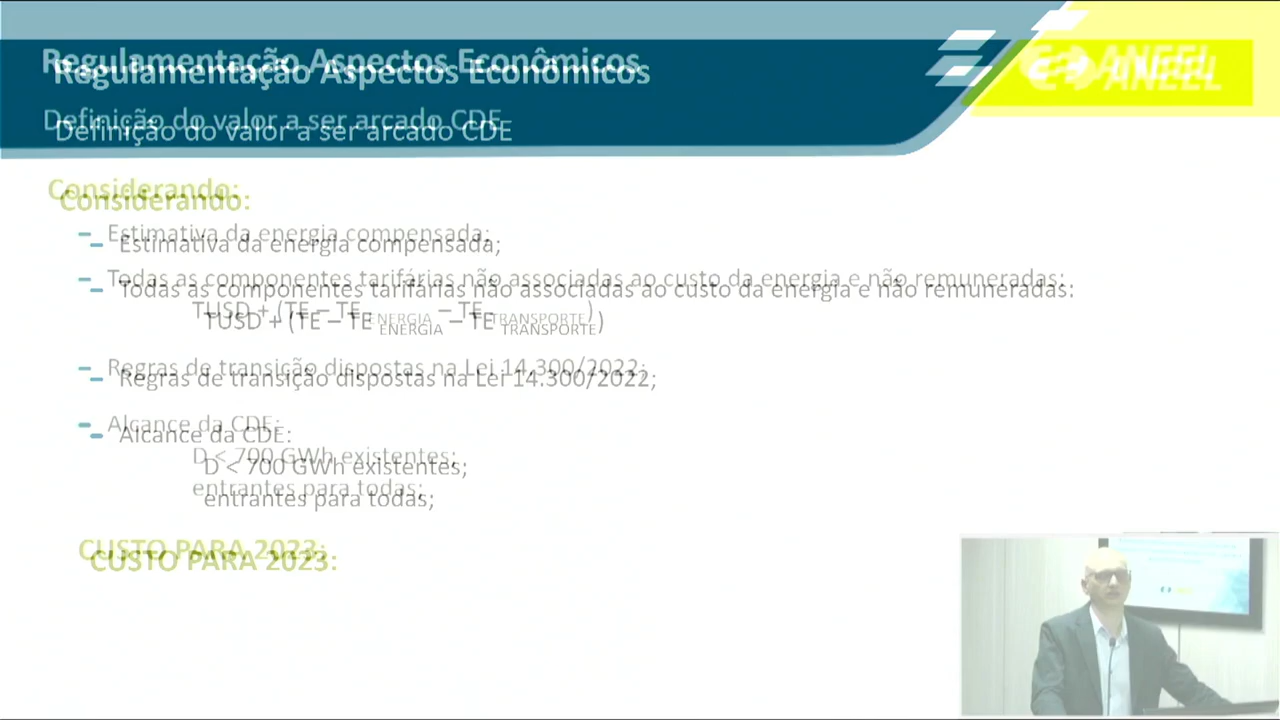 Regulamentação Aspectos Econômicos
ANEEL
Definição do valor a ser arcado CDE
Considerando:
– Estimativa da energia compensada;
– Todas as componentes tarifárias não associadas ao custo da energia e não remuneradas:
TUSD + (TE – TE ENERGIA – TE TRANSPORTE)
– Regras de transição dispostas na Lei 14.300/2022;
– Alcance da CDE:
D < 700 GWh existentes;
entrantes para todas;
CUSTO PARA 2023: